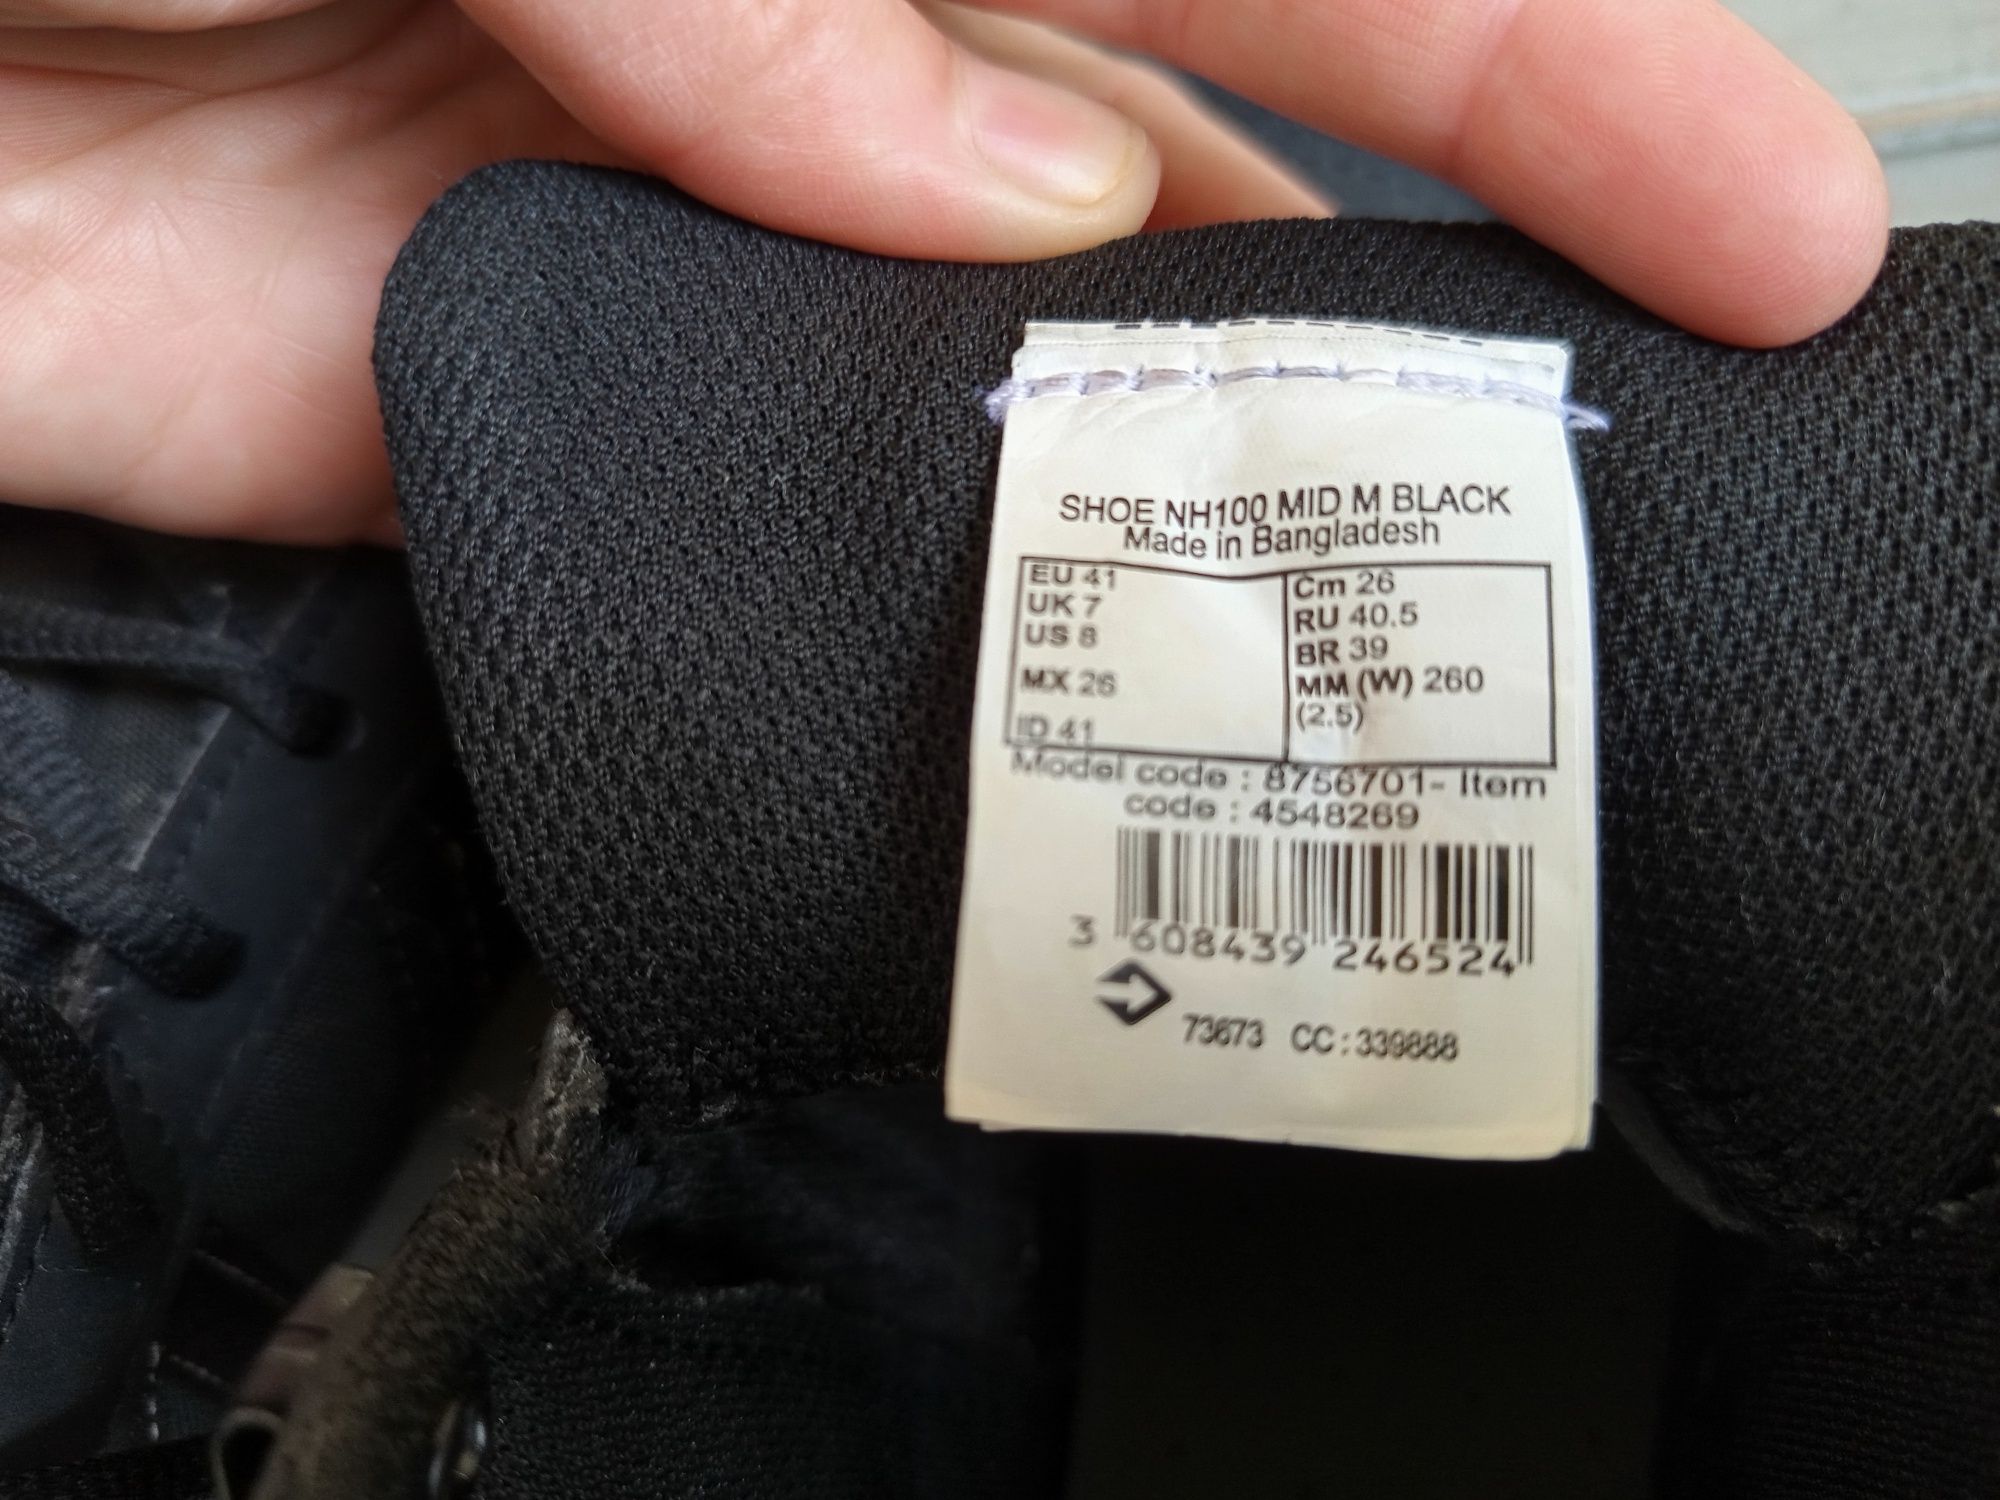 SHOE NH100 MID M BLACK
Made in Bangladesh
EU 41
UK 7
US 8
MX 26
ID 41
Cm 26
RU 40.5
BR 39
MM (W) 260
(2.5)
Model code : 8756701- Item
code : 4548269
3 608439 246524
73673 CC : 339888